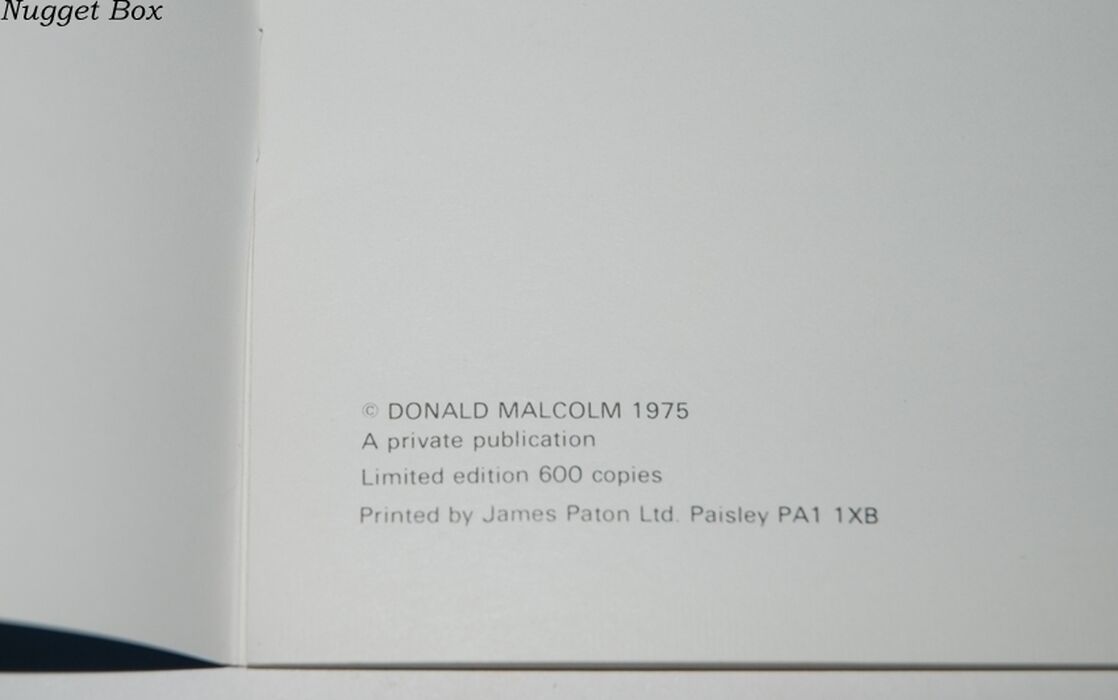 Nugget Box
© DONALD MALCOLM 1975
A private publication
Limited edition 600 copies
Printed by James Paton Ltd. Paisley PA1 1XB